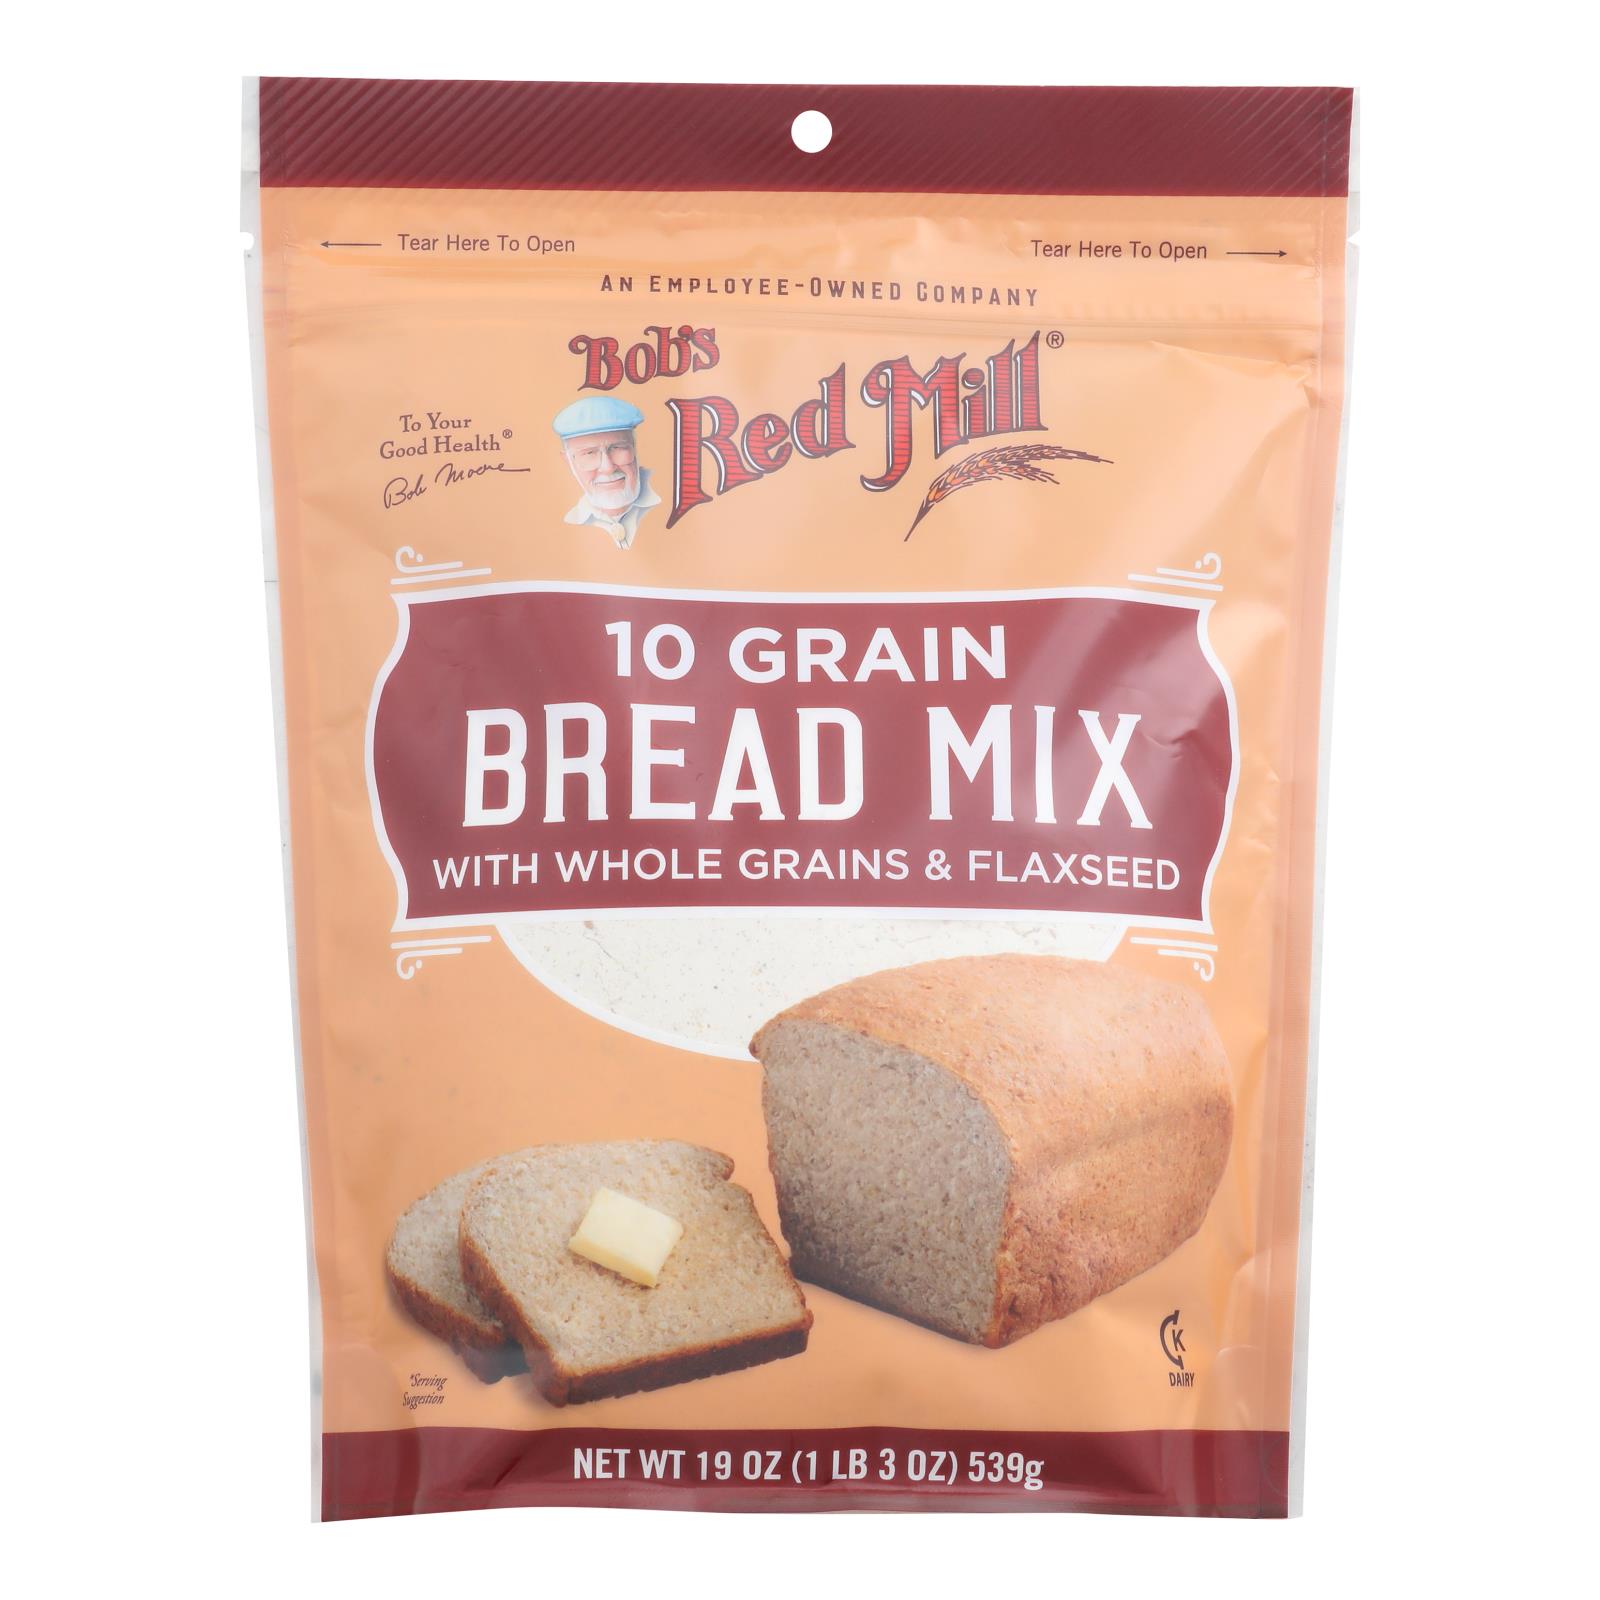 Tear Here To Open
Tear Here To Open
AN EMPLOYEE-OWNED COMPANY
Bob's
Red Mill®
To Your
Good Health®
Bob Moore
10 GRAIN
BREAD MIX
WITH WHOLE GRAINS & FLAXSEED
*Serving
Suggestion
K
DAIRY
NET WT 19 OZ (1 LB 3 OZ) 539g